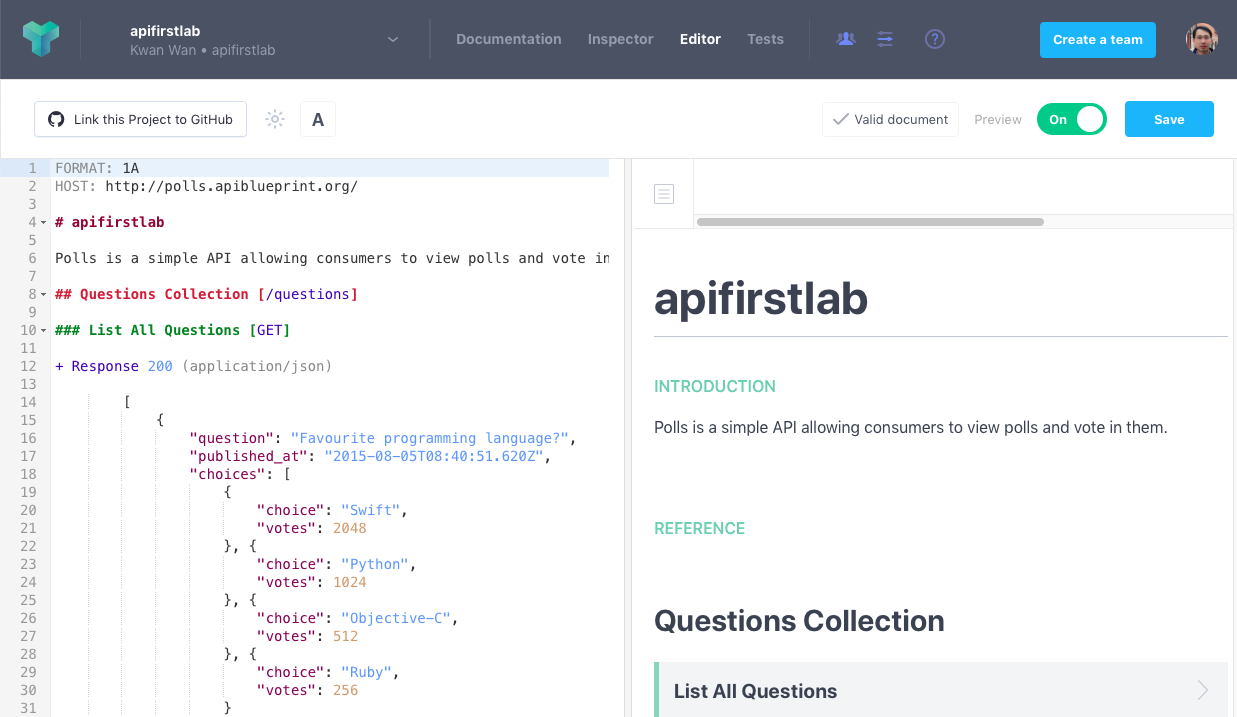 apifirstlab
Kwan Wan • apifirstlab
Documentation Inspector Editor Tests
?
Create a team
Link this Project to GitHub
A
Valid document Preview On Save
1 FORMAT: 1A
2 HOST: http://polls.apiblueprint.org/
3
4 # apifirstlab
5
6 Polls is a simple API allowing consumers to view polls and vote in
7
8 ## Questions Collection [/questions]
9
10 ### List All Questions [GET]
11
12 + Response 200 (application/json)
13
14 [
15 {
16 "question": "Favourite programming language?",
17 "published_at": "2015-08-05T08:40:51.620Z",
18 "choices": [
19 {
20 "choice": "Swift",
21 "votes": 2048
22 }, {
23 "choice": "Python",
24 "votes": 1024
25 }, {
26 "choice": "Objective-C",
27 "votes": 512
28 }, {
29 "choice": "Ruby",
30 "votes": 256
31 }
apifirstlab
INTRODUCTION
Polls is a simple API allowing consumers to view polls and vote in them.
REFERENCE
Questions Collection
List All Questions